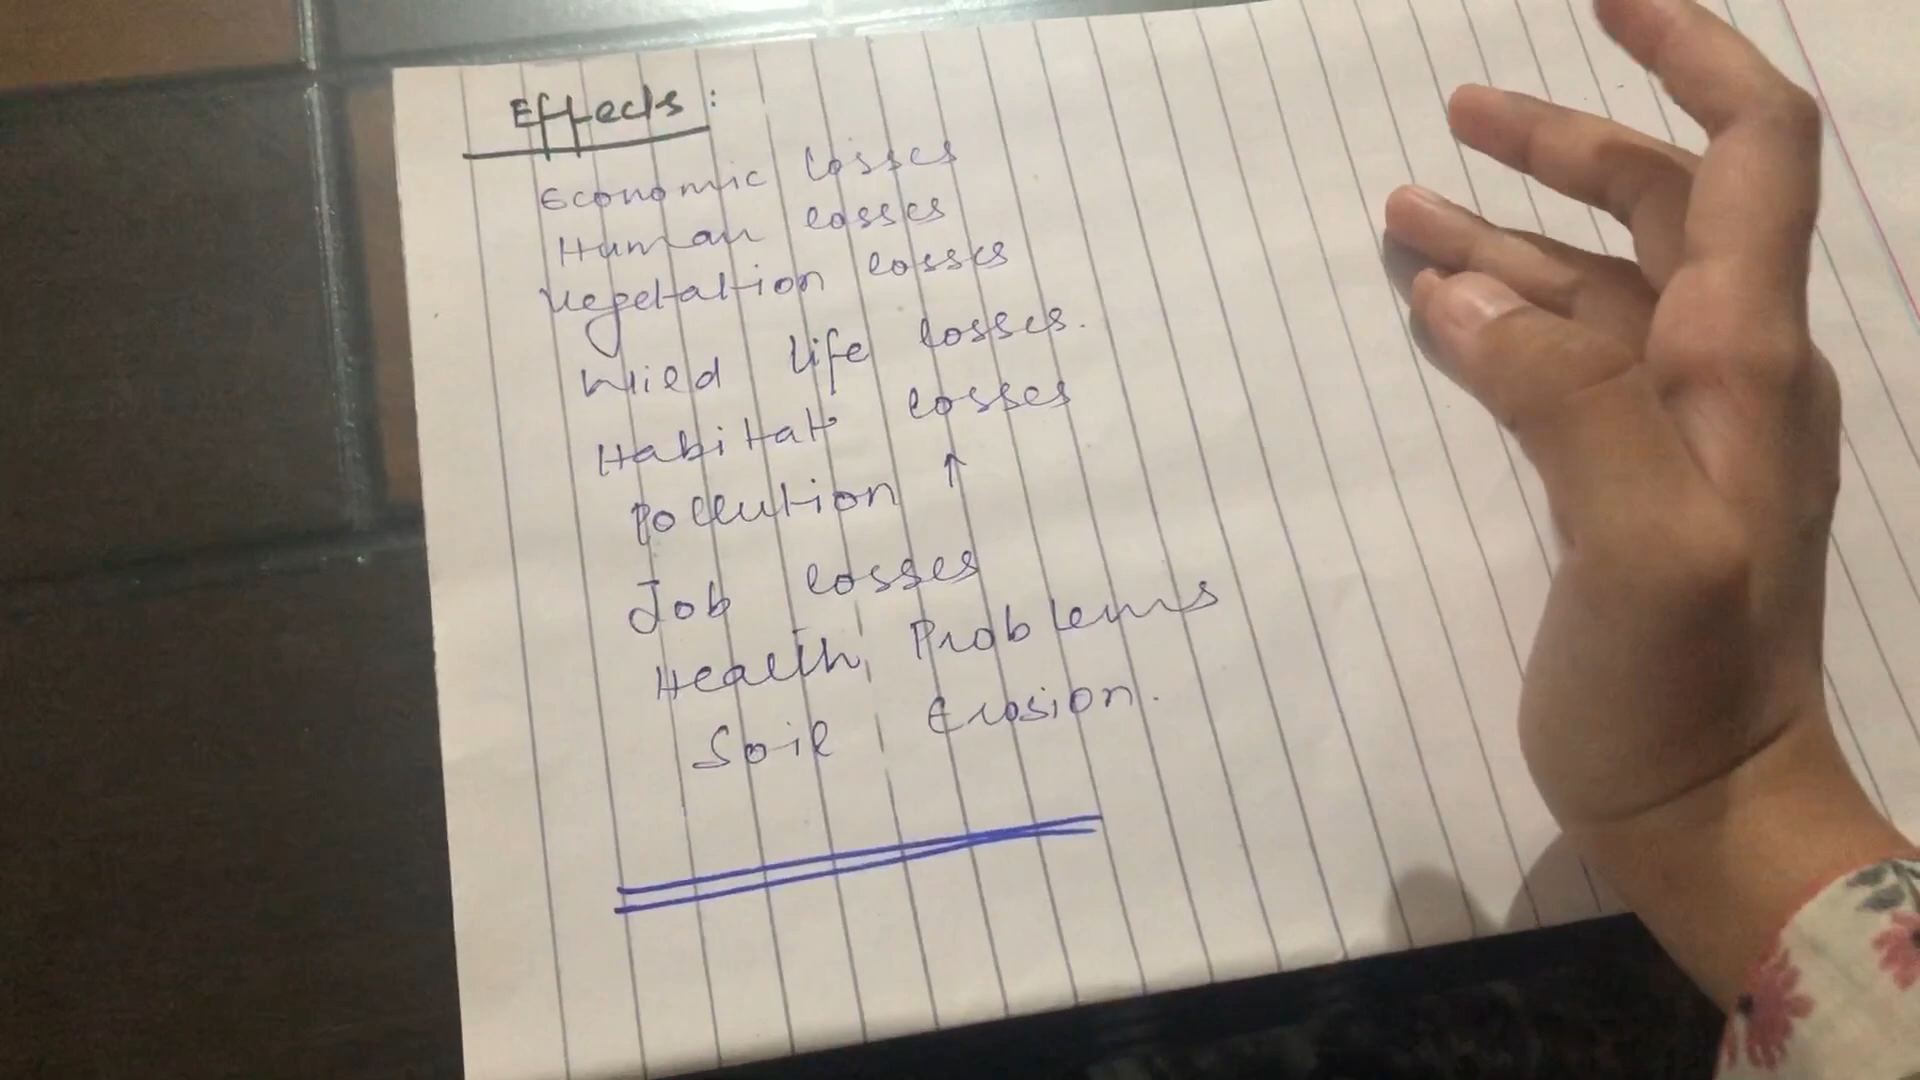 Effects:
Economic losses
Human losses
Vegetation losses
Wild life losses.
Habitat losses
Pollution ↑
Job losses
Health Problems
Soil Erosion.